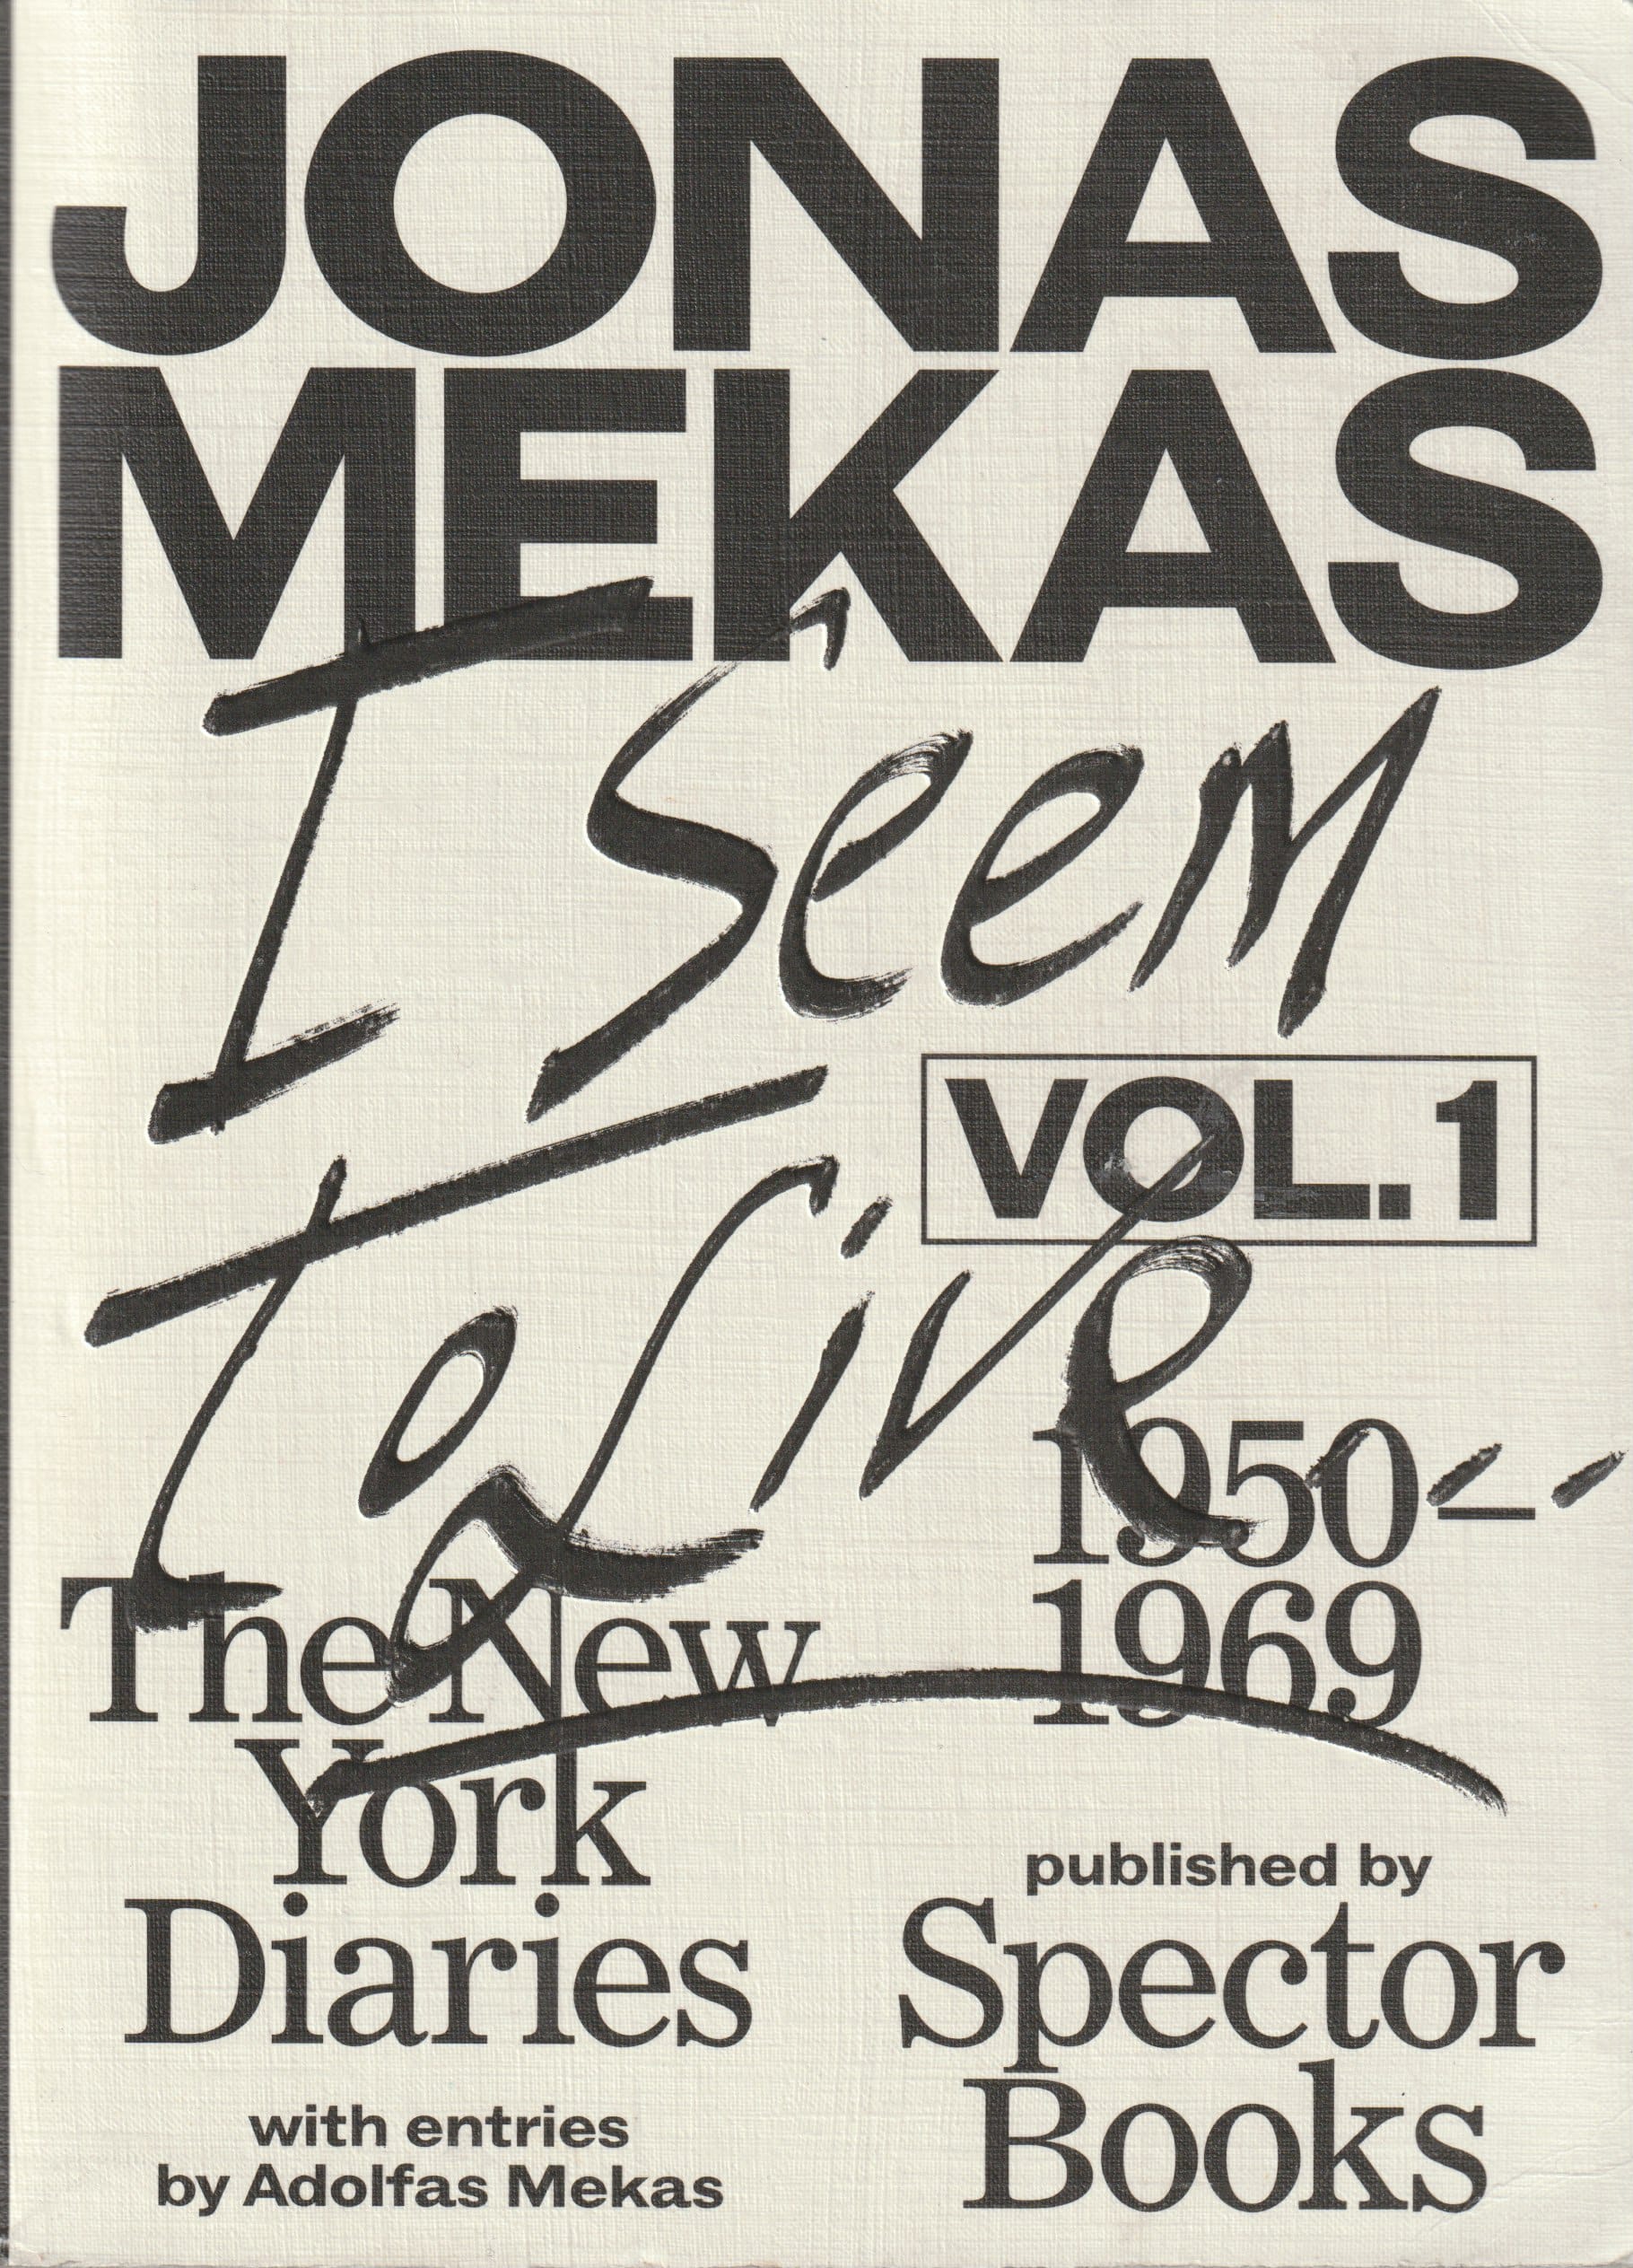 JONAS
MEKAS
I Seem
VOL.1
To Live...
1950–
1969
The New
York
Diaries
with entries
by Adolfas Mekas
published by
Spector
Books